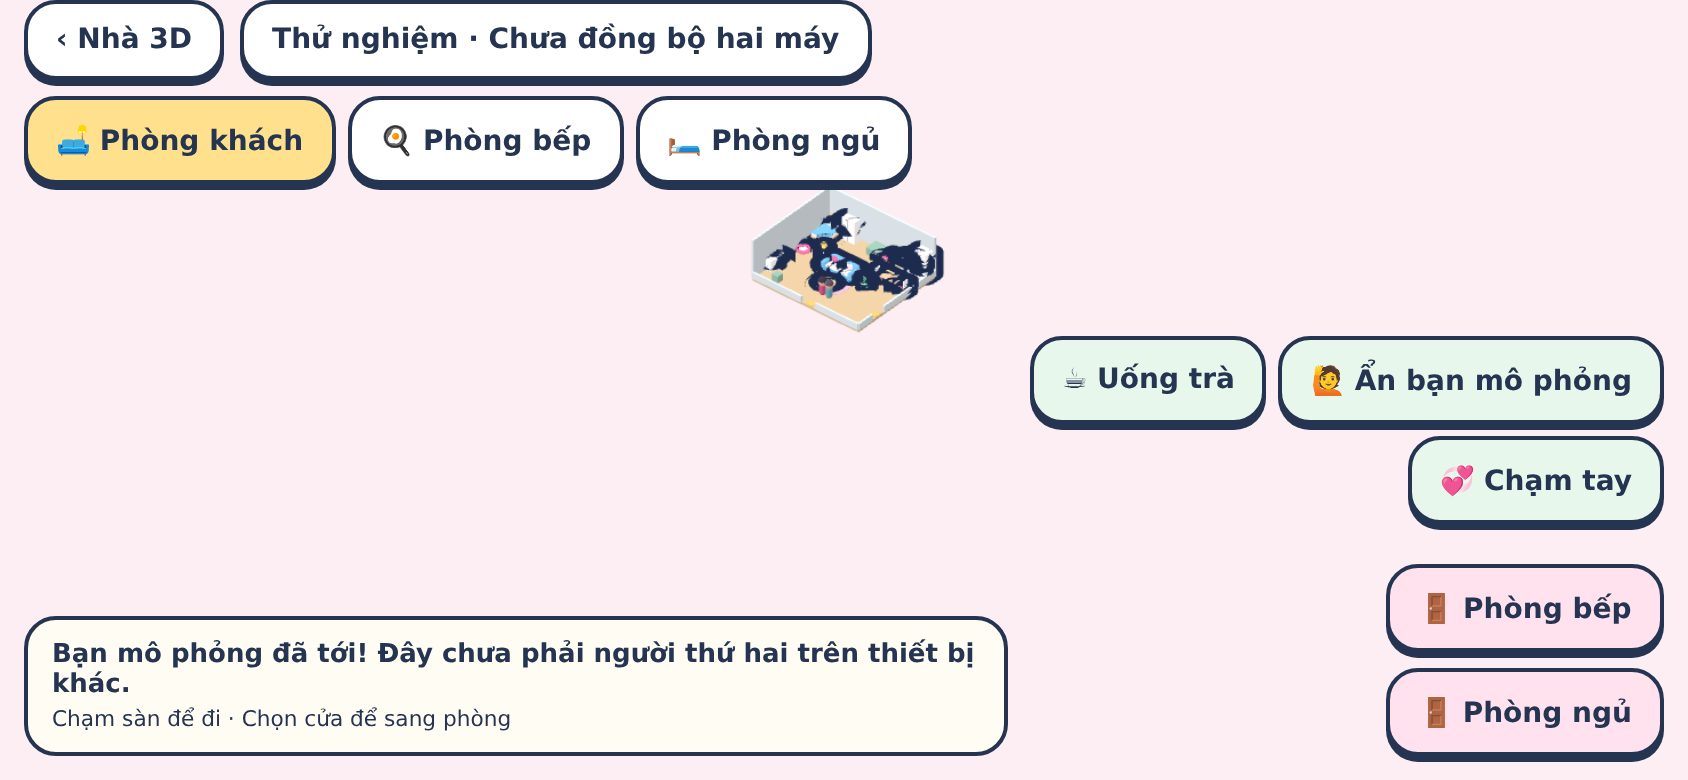 ‹ Nhà 3D
Thử nghiệm · Chưa đồng bộ hai máy
Phòng khách
Phòng bếp
Phòng ngủ
Uống trà
Ẩn bạn mô phỏng
Chạm tay
Phòng bếp
Bạn mô phỏng đã tới! Đây chưa phải người thứ hai trên thiết bị
khác.
Chạm sàn để đi · Chọn cửa để sang phòng
Phòng ngủ